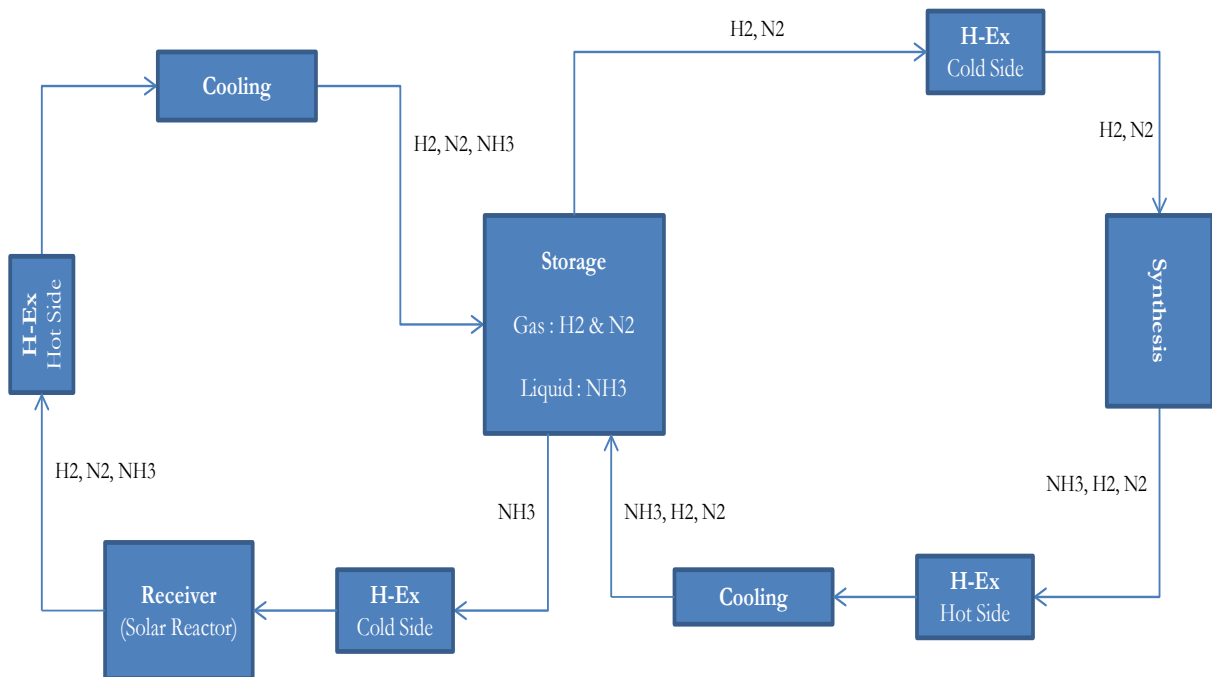 H2, N2
H-Ex
Cold Side
Cooling
H2, N2
H2, N2, NH3
Storage
Gas : H2 & N2
Liquid : NH3
Synthesis
H-Ex
Hot Side
H2, N2, NH3
NH3
NH3, H2, N2
NH3, H2, N2
Receiver
(Solar Reactor)
H-Ex
Cold Side
Cooling
H-Ex
Hot Side